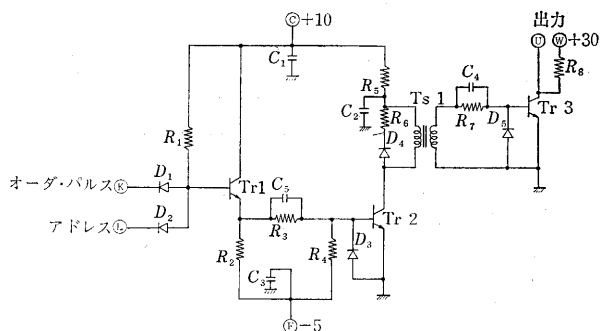 出力
Ⓒ+10
Ⓤ Ⓦ+30
C₁
R₅
Ts 1
C₄
R₈
C₂
R₆
R₇
D₅
Tr 3
R₁
D₄
オーダ・パルスⓀ
D₁
Tr1
C₅
アドレスⓁ
D₂
R₃
Tr 2
R₂
C₃
R₄
D₃
Ⓕ−5